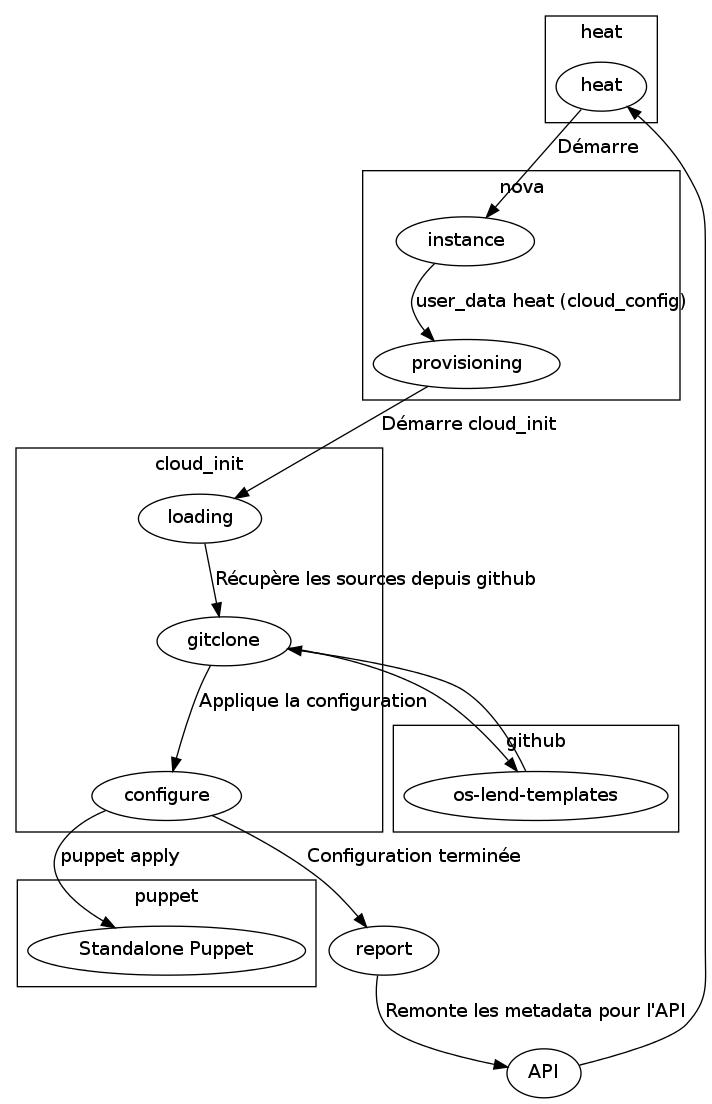 heat
heat
Démarre
nova
instance
user_data heat (cloud_config)
provisioning
Démarre cloud_init
cloud_init
loading
Récupère les sources depuis github
gitclone
Applique la configuration
github
configure
os-lend-templates
puppet apply
Configuration terminée
puppet
Standalone Puppet
report
Remonte les metadata pour l'API
API